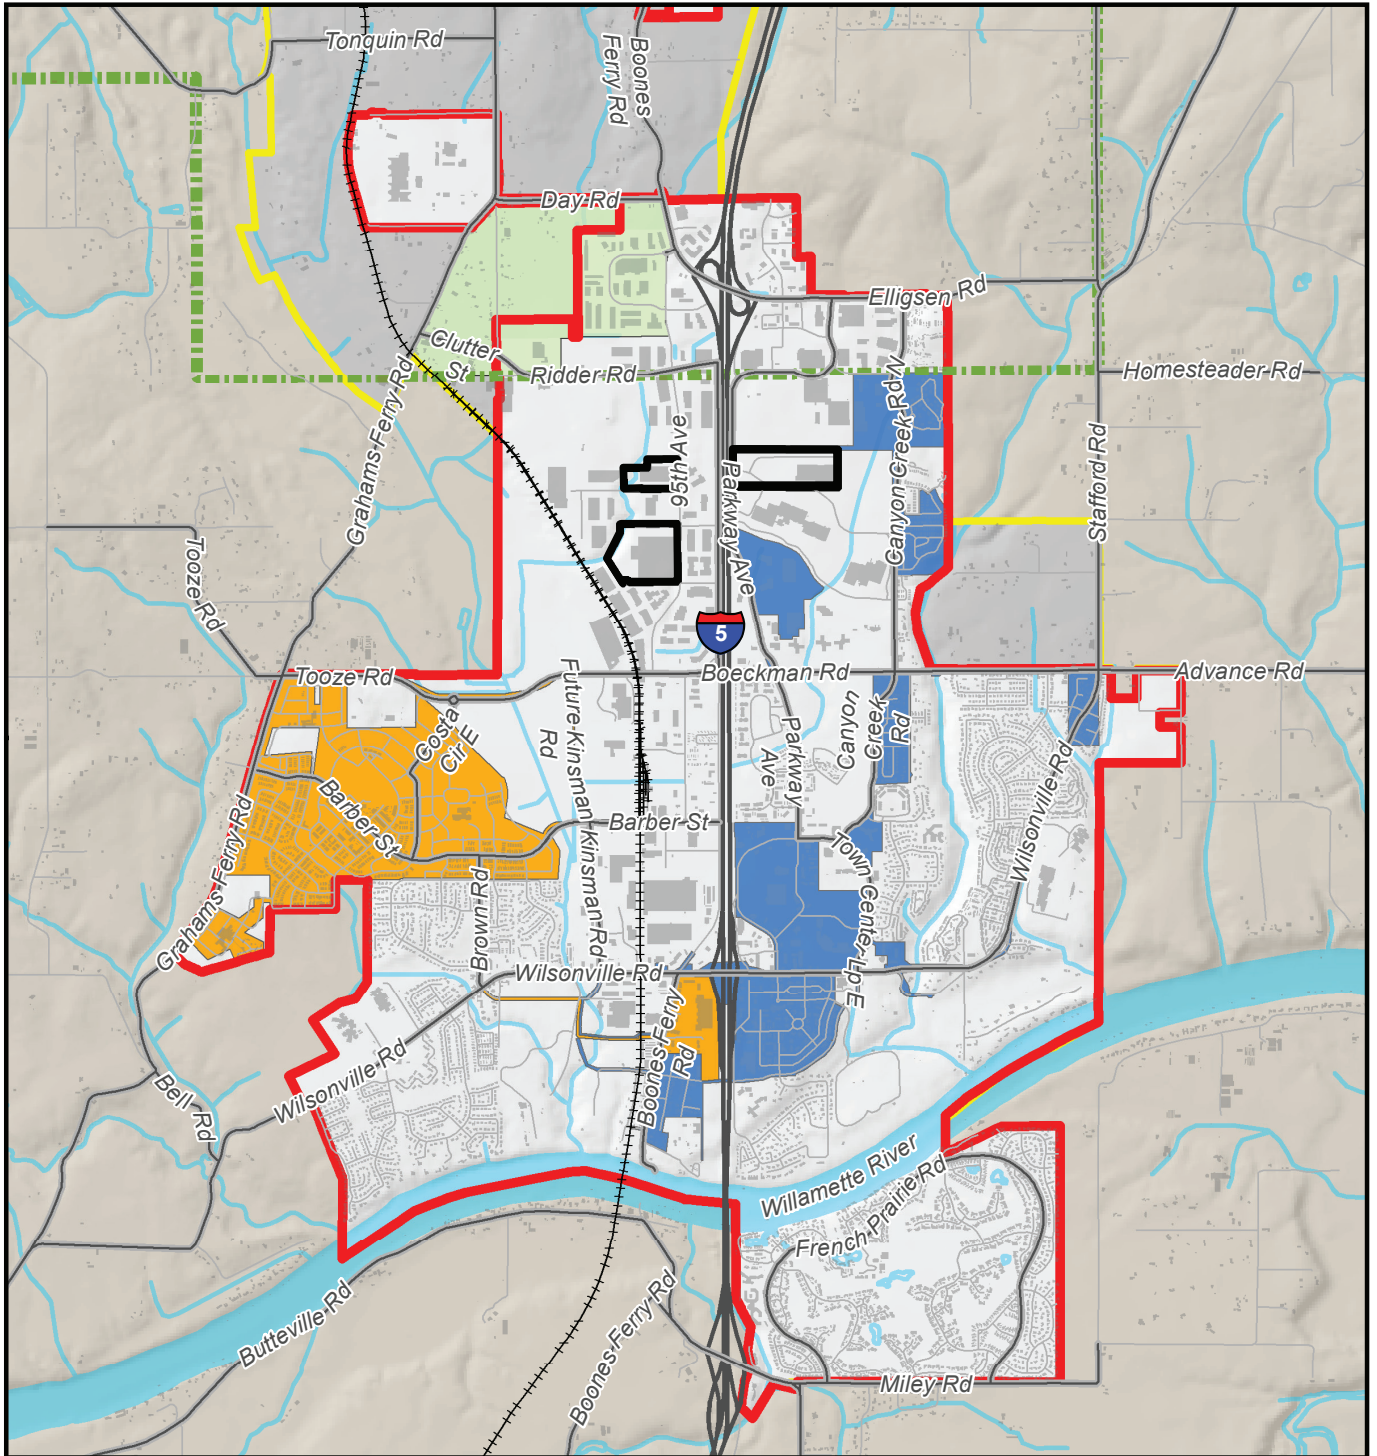 Tonquin Rd
Boones
Ferry Rd
Day Rd
Elligsen Rd
Clutter
St
Ridder Rd
Homesteader Rd
Grahams Ferry Rd
95th Ave
Parkway Ave
Canyon Creek Rd N
Stafford Rd
Tooze Rd
5
Tooze Rd
Boeckman Rd
Advance Rd
Costa
Cir E
Future-Kinsman
Rd
Kinsman Rd
Parkway
Ave
Canyon
Creek
Rd
Wilsonville Rd
Barber St
Barber St
Grahams Ferry Rd
Brown Rd
Town Center Lp E
Wilsonville Rd
Boones Ferry
Rd
Wilsonville Rd
Bell Rd
Willamette River
French Prairie Rd
Butteville Rd
Boones Ferry Rd
Miley Rd